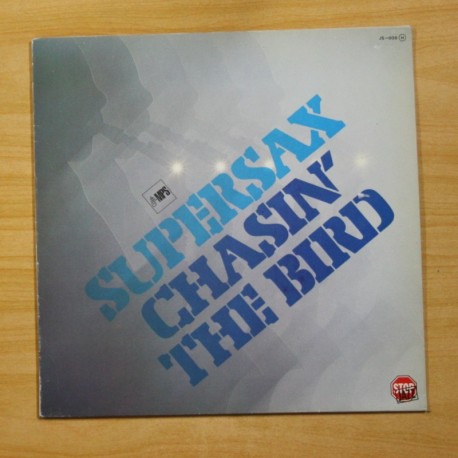 SUPERSAX
CHASIN'
THE BIRD
MPS
STOP